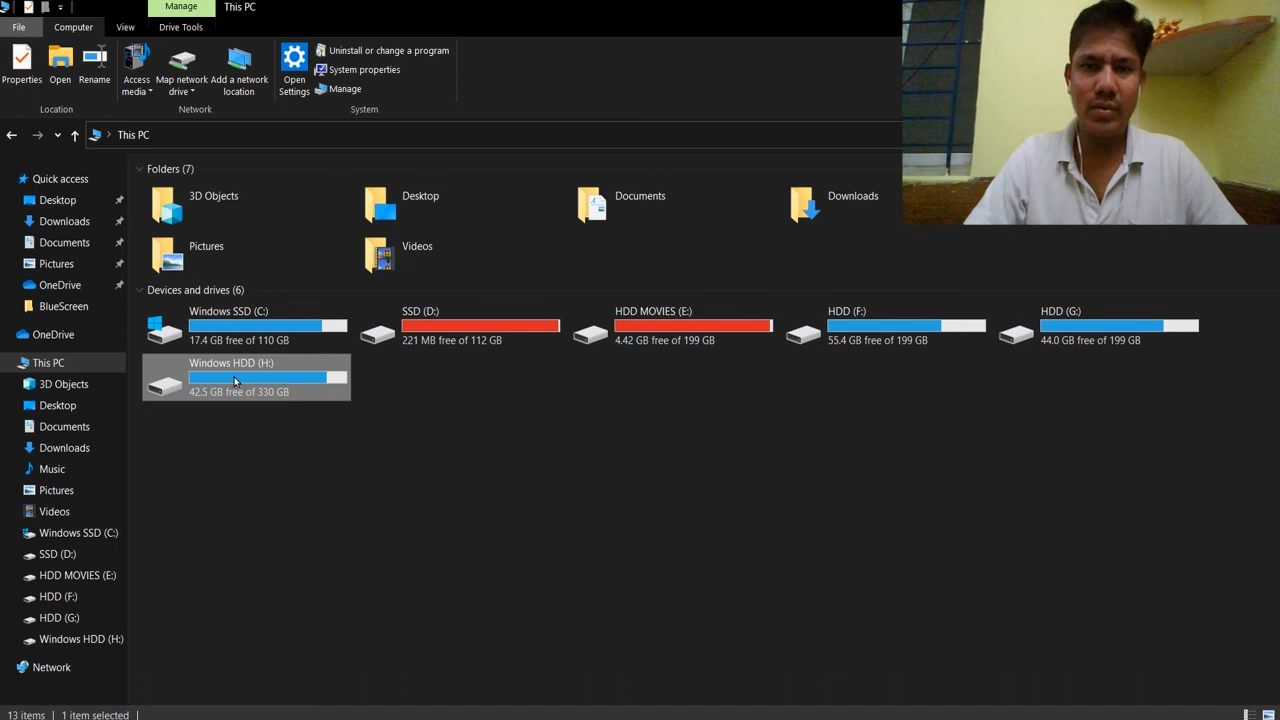 Manage
This PC
File
Computer
View
Drive Tools
Properties
Open
Rename
Access media
Map network drive
Add a network location
Open Settings
Uninstall or change a program
System properties
Manage
Location
Network
System
This PC
Quick access
Desktop
Downloads
Documents
Pictures
OneDrive
BlueScreen
OneDrive
This PC
3D Objects
Desktop
Documents
Downloads
Music
Pictures
Videos
Windows SSD (C:)
SSD (D:)
HDD MOVIES (E:)
HDD (F:)
HDD (G:)
Windows HDD (H:)
Network
Folders (7)
3D Objects
Desktop
Documents
Downloads
Pictures
Videos
Devices and drives (6)
Windows SSD (C:)
17.4 GB free of 110 GB
SSD (D:)
221 MB free of 112 GB
HDD MOVIES (E:)
4.42 GB free of 199 GB
HDD (F:)
55.4 GB free of 199 GB
HDD (G:)
44.0 GB free of 199 GB
Windows HDD (H:)
42.5 GB free of 330 GB
13 items
1 item selected